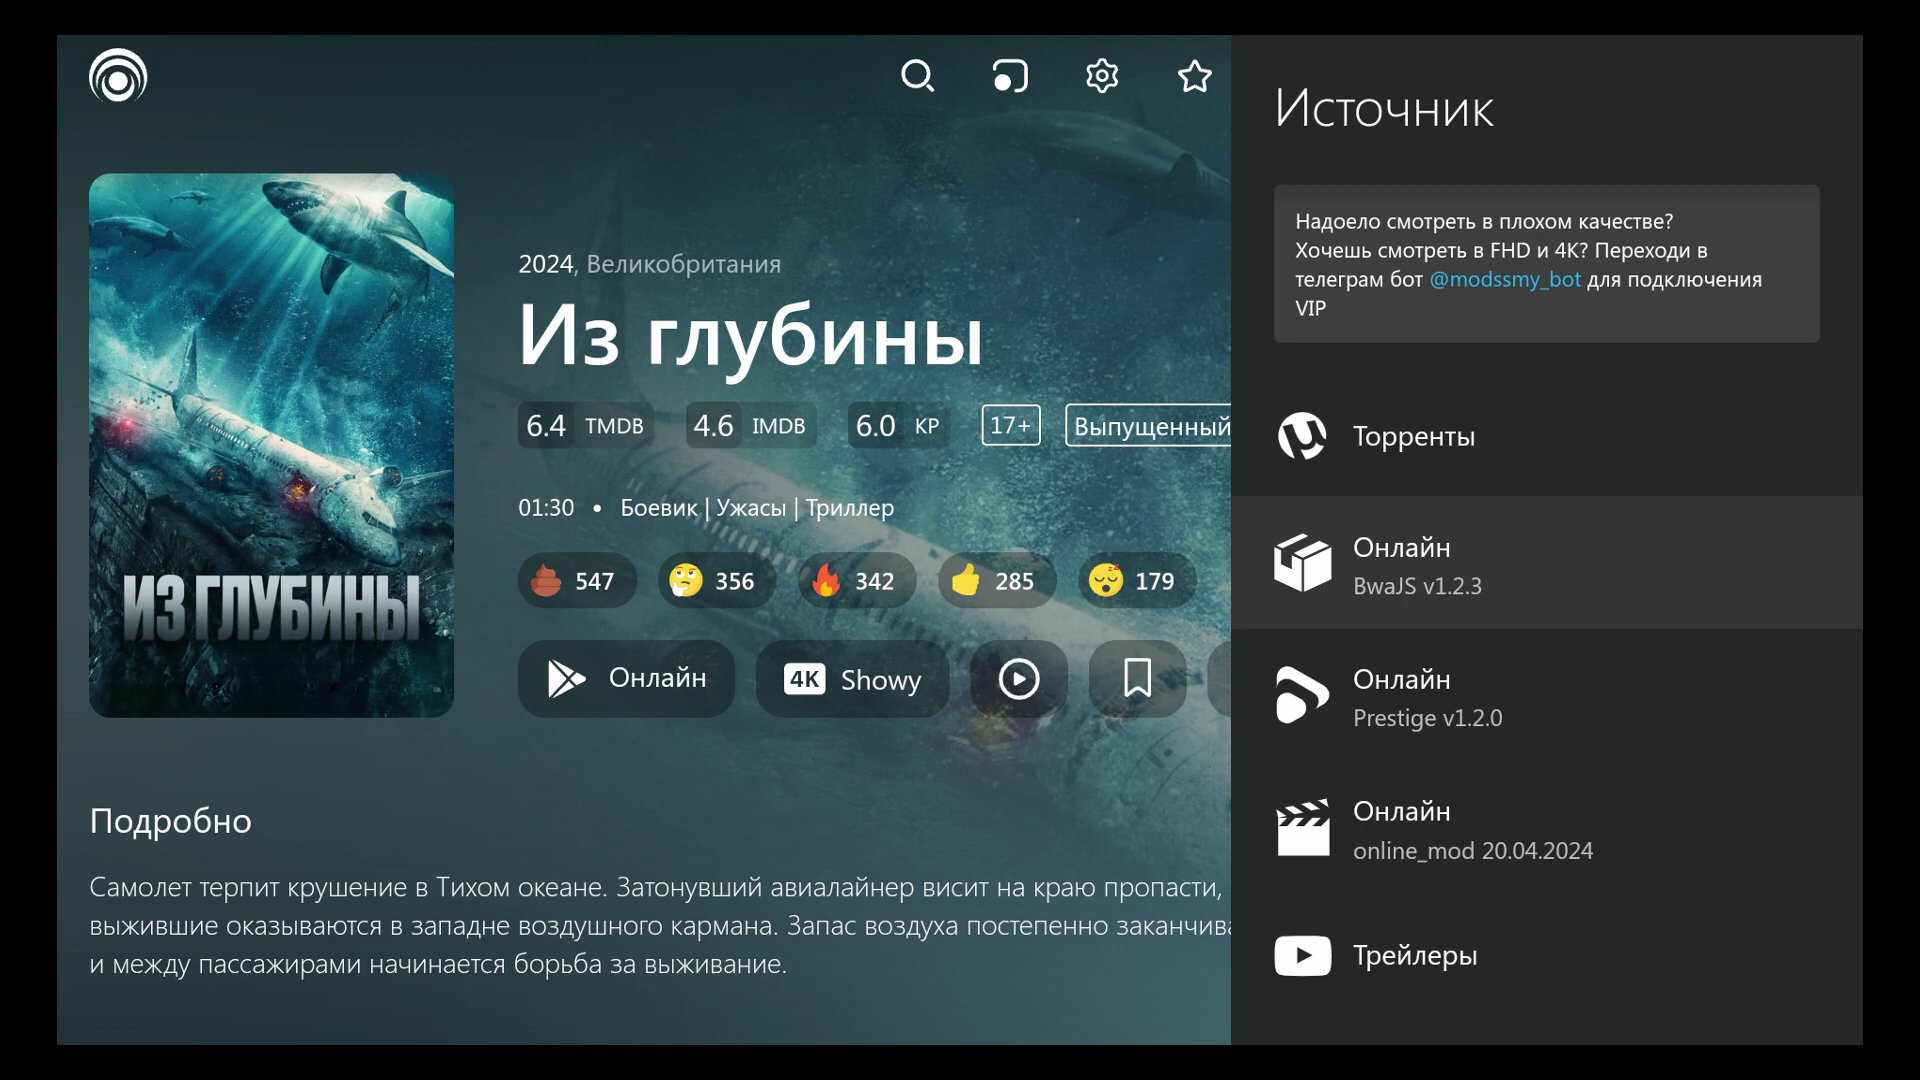 ИЗ ГЛУБИНЫ
2024, Великобритания
Из глубины
6.4 TMDB 4.6 IMDB 6.0 КР 17+ Выпущенный
01:30 • Боевик | Ужасы | Триллер
547 356 342 285 179
Онлайн 4K Showy
Подробно
Самолет терпит крушение в Тихом океане. Затонувший авиалайнер висит на краю пропасти,
выжившие оказываются в западне воздушного кармана. Запас воздуха постепенно заканчива
и между пассажирами начинается борьба за выживание.
Источник
Надоело смотреть в плохом качестве?
Хочешь смотреть в FHD и 4K? Переходи в
телеграм бот @modssmy_bot для подключения
VIP
Торренты
Онлайн
BwaJS v1.2.3
Онлайн
Prestige v1.2.0
Онлайн
online_mod 20.04.2024
Трейлеры